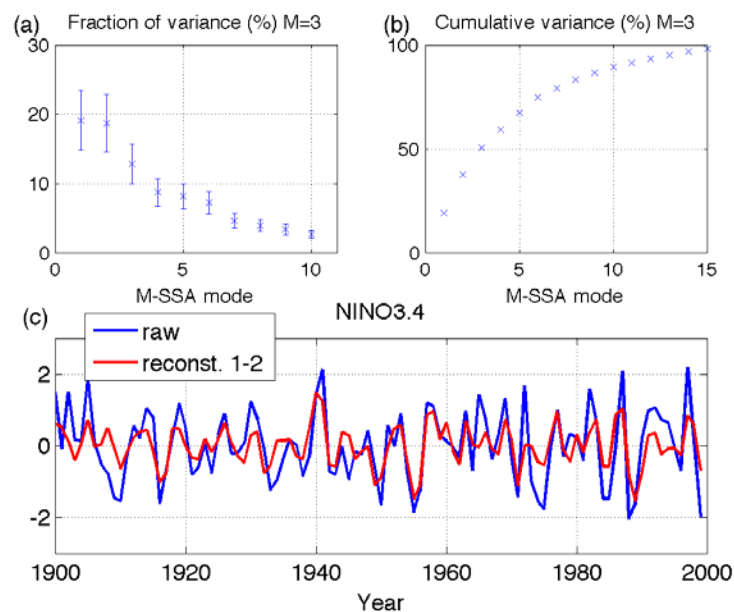 (a) Fraction of variance (%) M=3
30
20
10
0
0 5 10
M-SSA mode
(b) Cumulative variance (%) M=3
100
50
0
0 5 10 15
M-SSA mode
(c) NINO3.4
raw
reconst. 1-2
2
0
-2
1900 1920 1940 1960 1980 2000
Year